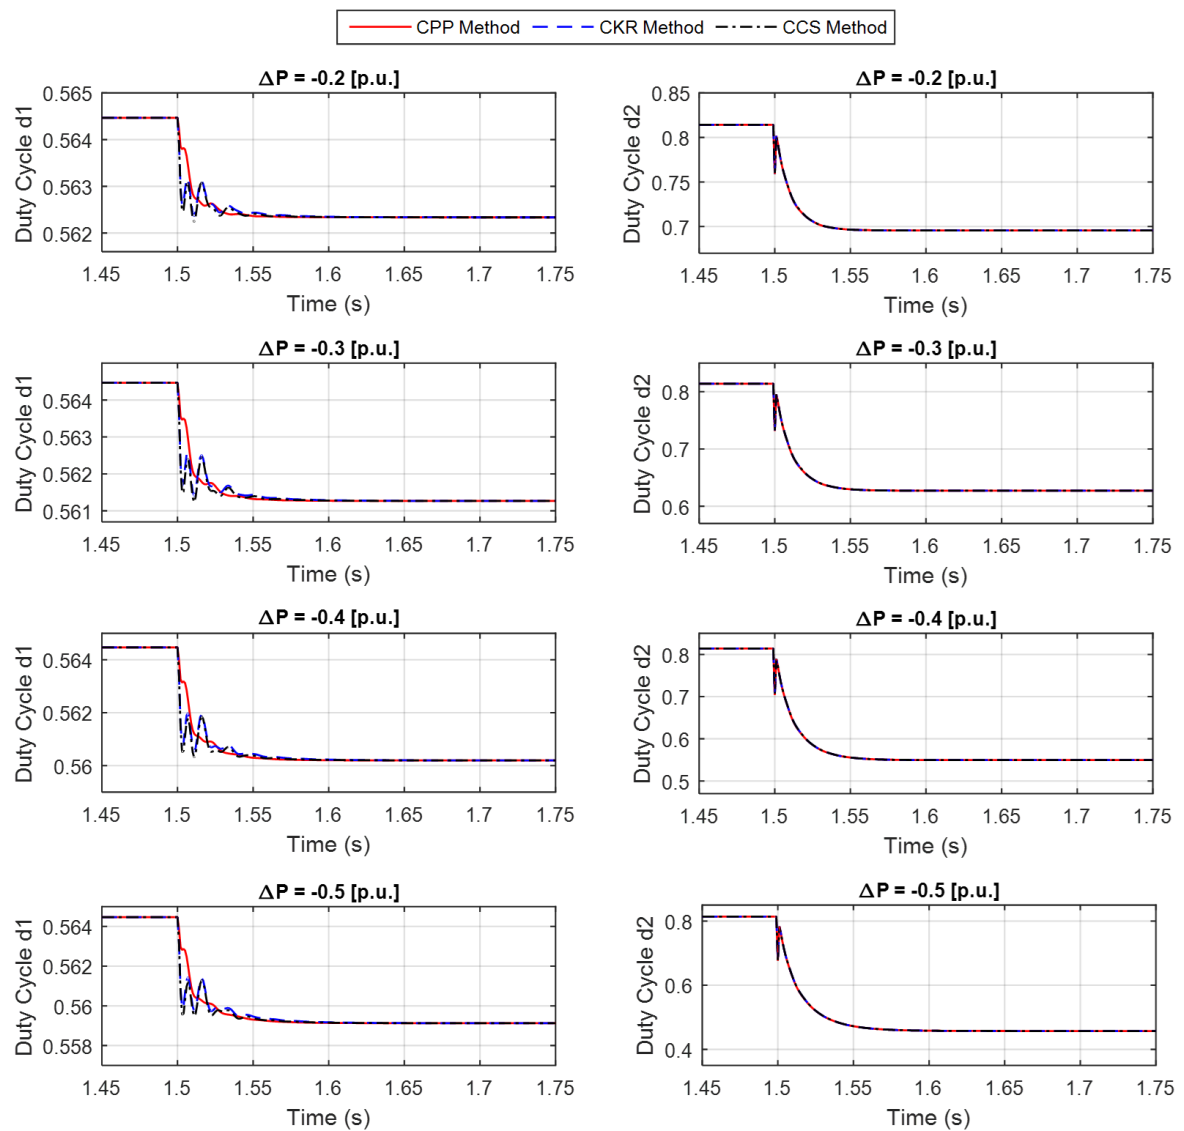 CPP Method CKR Method CCS Method
ΔP = -0.2 [p.u.]
Duty Cycle d1
0.565
0.564
0.563
0.562
1.45 1.5 1.55 1.6 1.65 1.7 1.75
Time (s)
ΔP = -0.2 [p.u.]
Duty Cycle d2
0.85
0.8
0.75
0.7
1.45 1.5 1.55 1.6 1.65 1.7 1.75
Time (s)
ΔP = -0.3 [p.u.]
Duty Cycle d1
0.564
0.563
0.562
0.561
1.45 1.5 1.55 1.6 1.65 1.7 1.75
Time (s)
ΔP = -0.3 [p.u.]
Duty Cycle d2
0.8
0.7
0.6
1.45 1.5 1.55 1.6 1.65 1.7 1.75
Time (s)
ΔP = -0.4 [p.u.]
Duty Cycle d1
0.564
0.562
0.56
1.45 1.5 1.55 1.6 1.65 1.7 1.75
Time (s)
ΔP = -0.4 [p.u.]
Duty Cycle d2
0.8
0.7
0.6
0.5
1.45 1.5 1.55 1.6 1.65 1.7 1.75
Time (s)
ΔP = -0.5 [p.u.]
Duty Cycle d1
0.564
0.562
0.56
0.558
1.45 1.5 1.55 1.6 1.65 1.7 1.75
Time (s)
ΔP = -0.5 [p.u.]
Duty Cycle d2
0.8
0.6
0.4
1.45 1.5 1.55 1.6 1.65 1.7 1.75
Time (s)